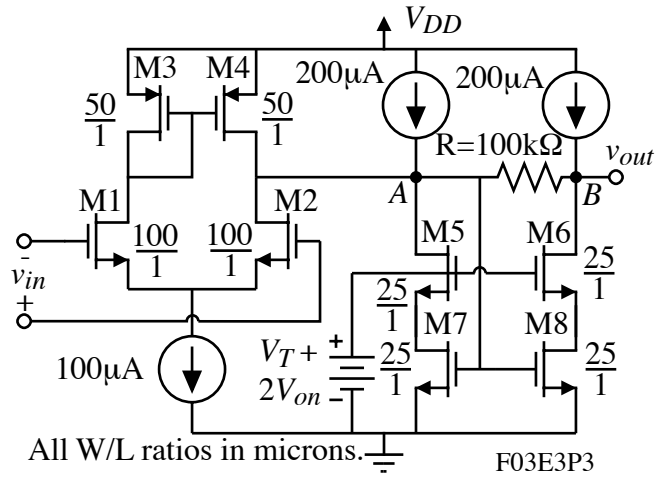 V_DD
M3
M4
200μA
200μA
50
1
50
1
R=100kΩ
v_out
A
B
M1
M2
M5
M6
100
1
100
1
-
v_in
+
25
1
25
1
M7
M8
V_T +
2V_on
+
-
25
1
25
1
100μA
All W/L ratios in microns.
F03E3P3